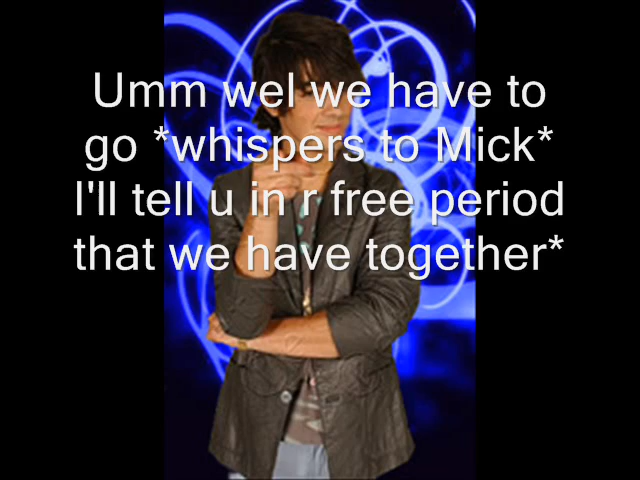 Umm wel we have to
go *whispers to Mick*
I'll tell u in r free period
that we have together*